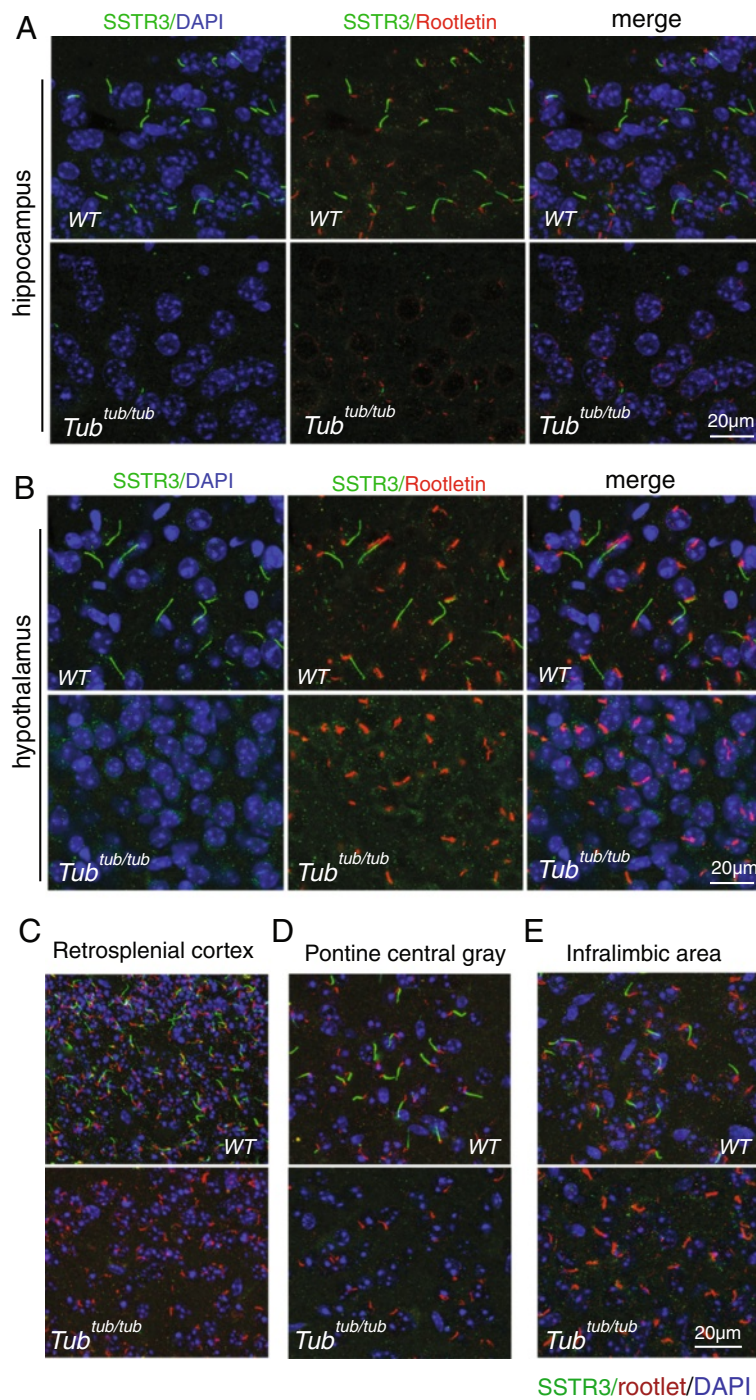 A
SSTR3/DAPI
SSTR3/Rootletin
merge
hippocampus
WT
WT
WT
Tub tub/tub
Tub tub/tub
Tub tub/tub
20μm
B
SSTR3/DAPI
SSTR3/Rootletin
merge
hypothalamus
WT
WT
WT
Tub tub/tub
Tub tub/tub
Tub tub/tub
20μm
C
Retrosplenial cortex
D
Pontine central gray
E
Infralimbic area
WT
WT
WT
Tub tub/tub
Tub tub/tub
Tub tub/tub
20μm
SSTR3/rootlet/DAPI